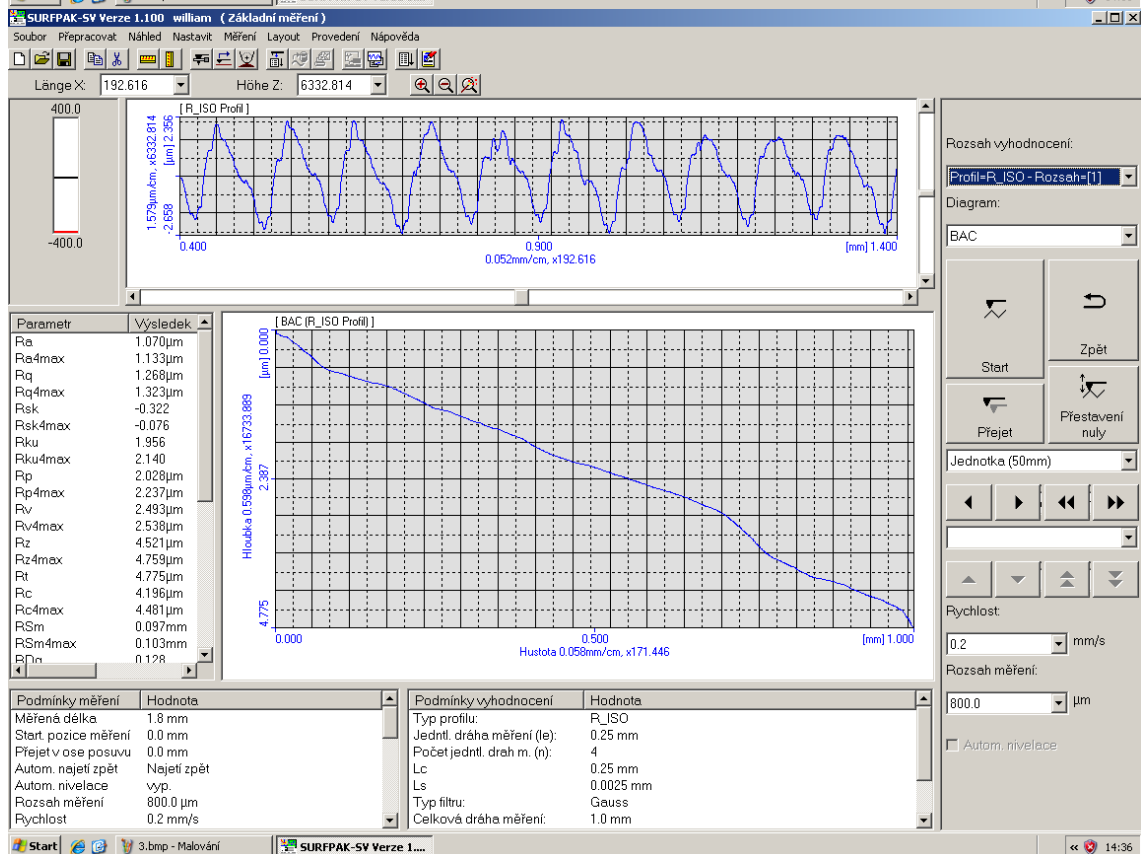 SURFPAK-SV Verze 1.100 william ( Základní měření )
Soubor Přepracovat Náhled Nastavit Měření Layout Provedení Nápověda
Länge X: 192.616 Höhe Z: 6332.814
400.0
-400.0
[ R_ISO Profil ]
1.579µm/cm, x6332.814
-2.658 [µm] 2.356
0.400 0.900 [mm] 1.400
0.052mm/cm, x192.616
Parametr Výsledek
Ra 1.070µm
Ra4max 1.133µm
Rq 1.268µm
Rq4max 1.323µm
Rsk -0.322
Rsk4max -0.076
Rku 1.956
Rku4max 2.140
Rp 2.028µm
Rp4max 2.237µm
Rv 2.493µm
Rv4max 2.538µm
Rz 4.521µm
Rz4max 4.759µm
Rt 4.775µm
Rc 4.196µm
Rc4max 4.481µm
RSm 0.097mm
RSm4max 0.103mm
RDq 0.128
[ BAC (R_ISO Profil) ]
Hloubka 0.598µm/cm, x16733.889
4.775 2.387 [µm] 0.000
0.000 0.500 [mm] 1.000
Hustota 0.058mm/cm, x171.446
Rozsah vyhodnocení:
Profil=R_ISO - Rozsah=[1]
Diagram:
BAC
Start
Zpět
Přejet
Přestavení
nuly
Jednotka (50mm)
Rychlost:
0.2 mm/s
Rozsah měření:
800.0 µm
Autom. nivelace
Podmínky měření Hodnota
Měřená délka 1.8 mm
Start. pozice měření 0.0 mm
Přejet v ose posuvu 0.0 mm
Autom. najetí zpět Najetí zpět
Autom. nivelace vyp.
Rozsah měření 800.0 µm
Rychlost 0.2 mm/s
Podmínky vyhodnocení Hodnota
Typ profilu: R_ISO
Jedntl. dráha měření (le): 0.25 mm
Počet jedntl. drah m. (n): 4
Lc 0.25 mm
Ls 0.0025 mm
Typ filtru: Gauss
Celková dráha měření: 1.0 mm
Start 3.bmp - Malování SURFPAK-SV Verze 1.... 14:36